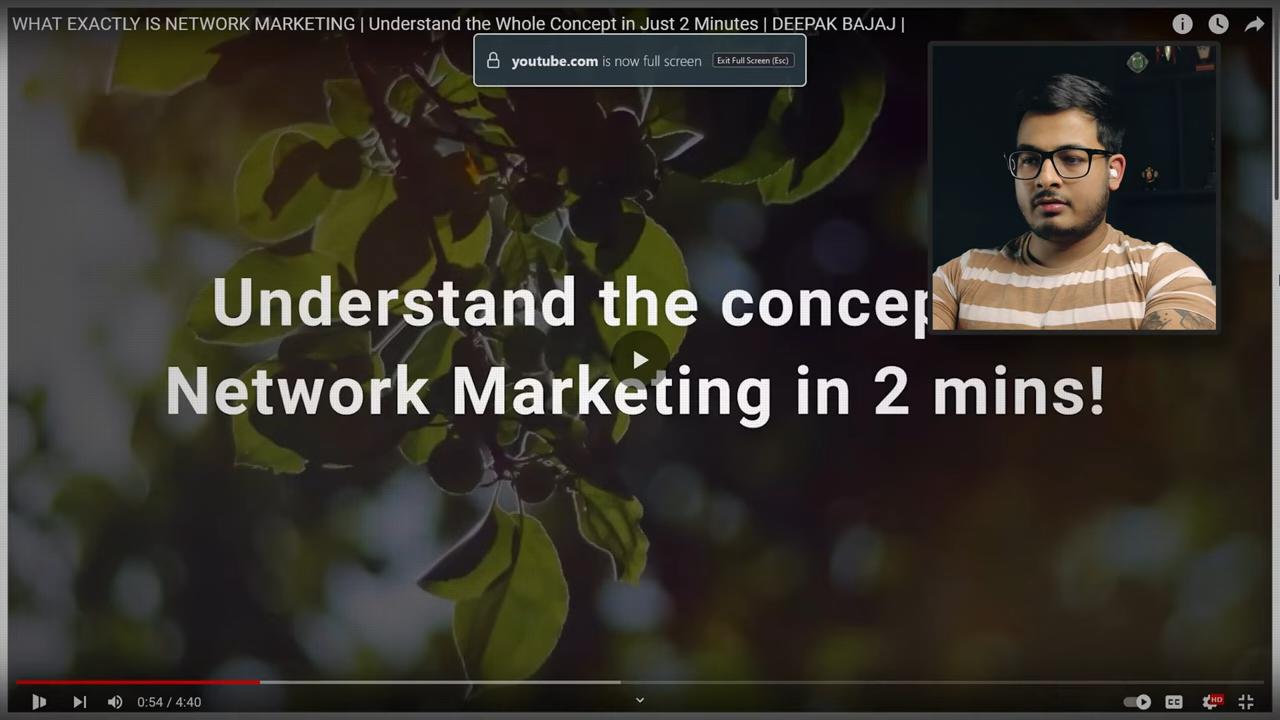 WHAT EXACTLY IS NETWORK MARKETING | Understand the Whole Concept in Just 2 Minutes | DEEPAK BAJAJ |
youtube.com is now full screen Exit Full Screen (Esc)
Understand the concep
Network Marketing in 2 mins!
0:54 / 4:40
CC
HD